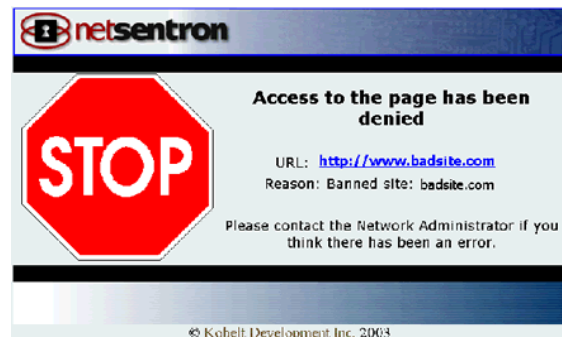 netsentron
STOP
Access to the page has been
denied
URL: http://www.badsite.com
Reason: Banned site: badsite.com
Please contact the Network Administrator if you
think there has been an error.
© Kobelt Development Inc. 2003